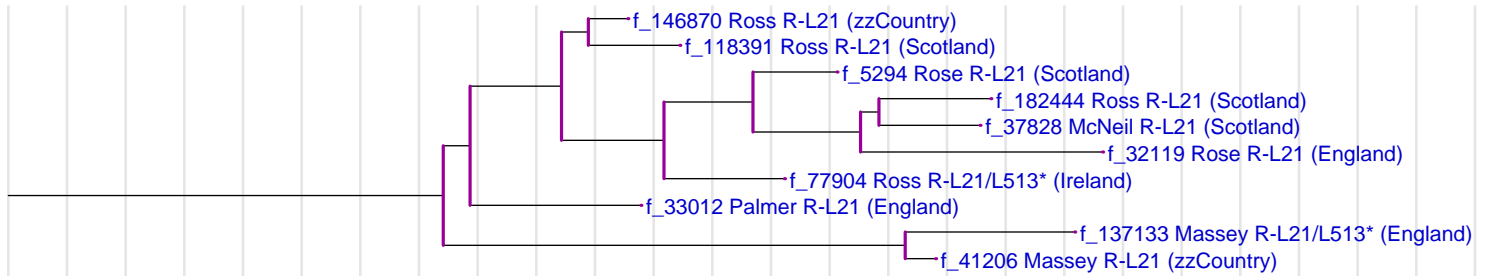 f_146870 Ross R-L21 (zzCountry)
f_118391 Ross R-L21 (Scotland)
f_5294 Rose R-L21 (Scotland)
f_182444 Ross R-L21 (Scotland)
f_37828 McNeil R-L21 (Scotland)
f_32119 Rose R-L21 (England)
f_77904 Ross R-L21/L513* (Ireland)
f_33012 Palmer R-L21 (England)
f_137133 Massey R-L21/L513* (England)
f_41206 Massey R-L21 (zzCountry)